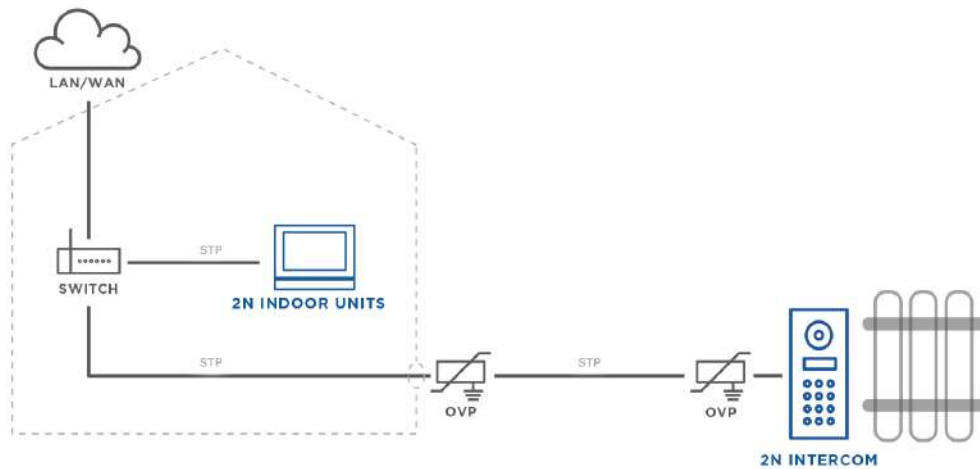 LAN/WAN
STP
SWITCH
2N INDOOR UNITS
STP
STP
OVP
OVP
2N INTERCOM